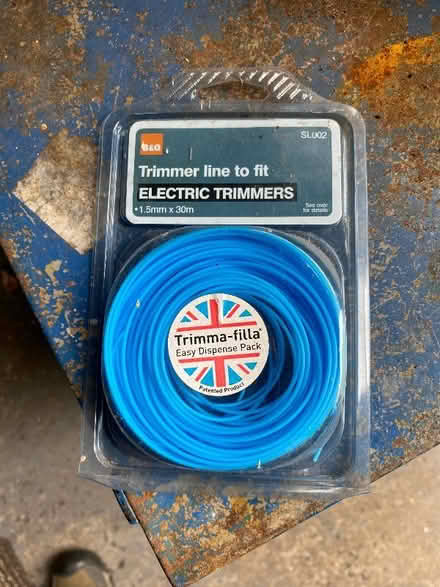 B&Q
SL002
Trimmer line to fit
ELECTRIC TRIMMERS
•1.5mm x 30m
See over
for details
Trimma-filla®
Easy Dispense Pack
Patented Product